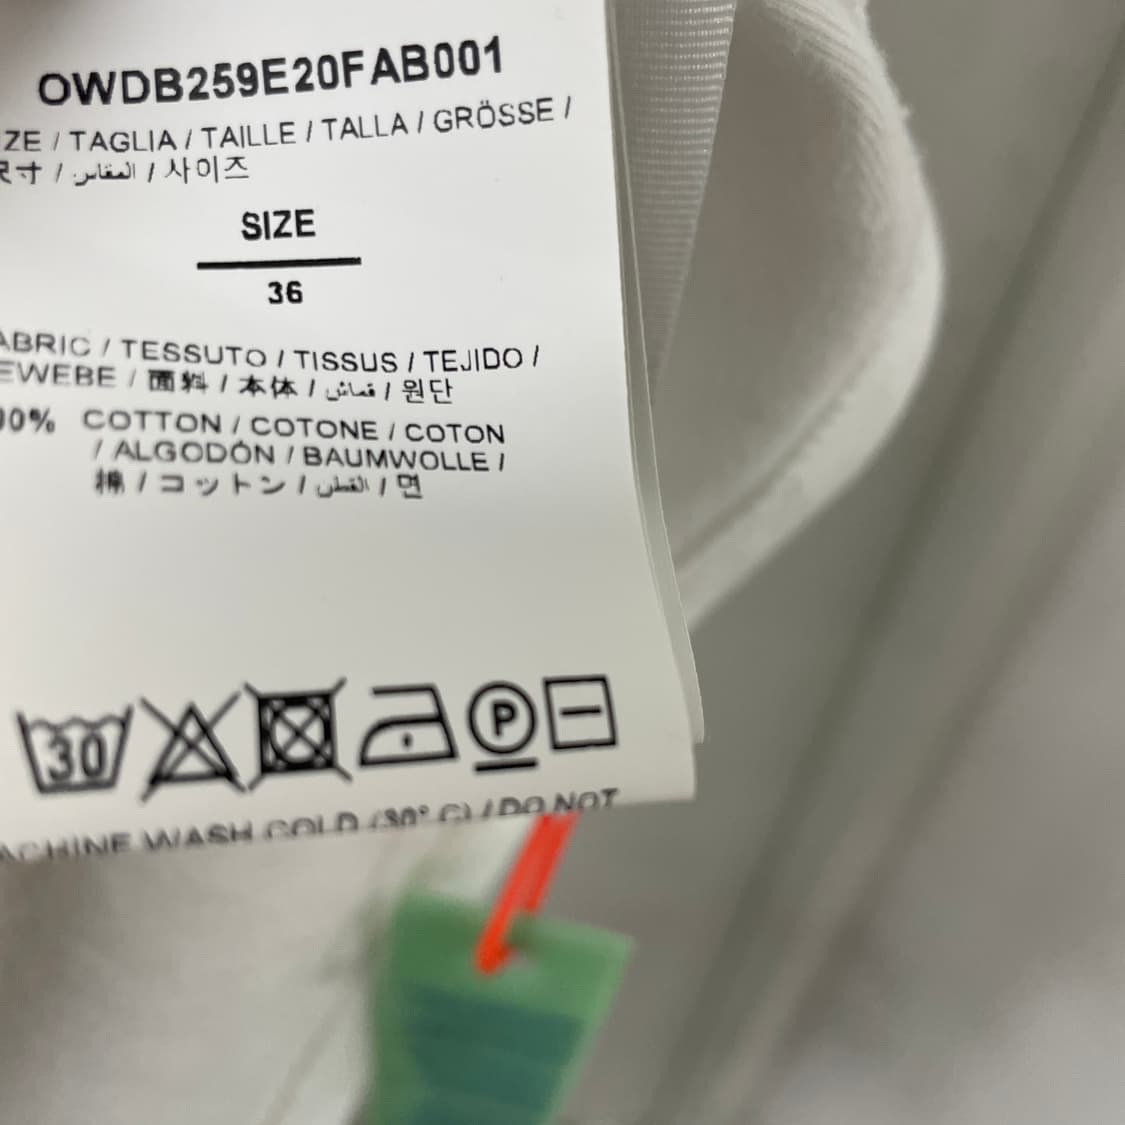 OWDB259E20FAB001
ZE / TAGLIA / TAILLE / TALLA / GRÖSSE /
尺寸 / المقاس / 사이즈
SIZE
36
ABRIC / TESSUTO / TISSUS / TEJIDO /
EWEBE / 面料 / 本体 / قماش / 원단
00% COTTON / COTONE / COTON
/ ALGODÓN / BAUMWOLLE /
棉 / コットン / القطن / 면
30 P
ACHINE WASH COLD (30° C) / DO NOT